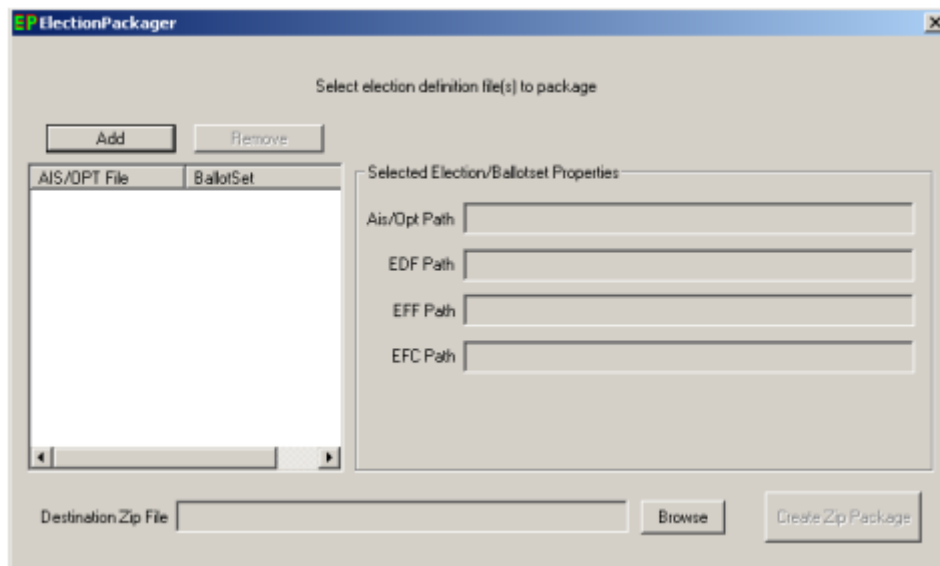 EP ElectionPackager
Select election definition file(s) to package
Add Remove
AIS/OPT File BallotSet
Selected Election/Ballotset Properties
Ais/Opt Path
EDF Path
EFF Path
EFC Path
Destination Zip File Browse Create Zip Package